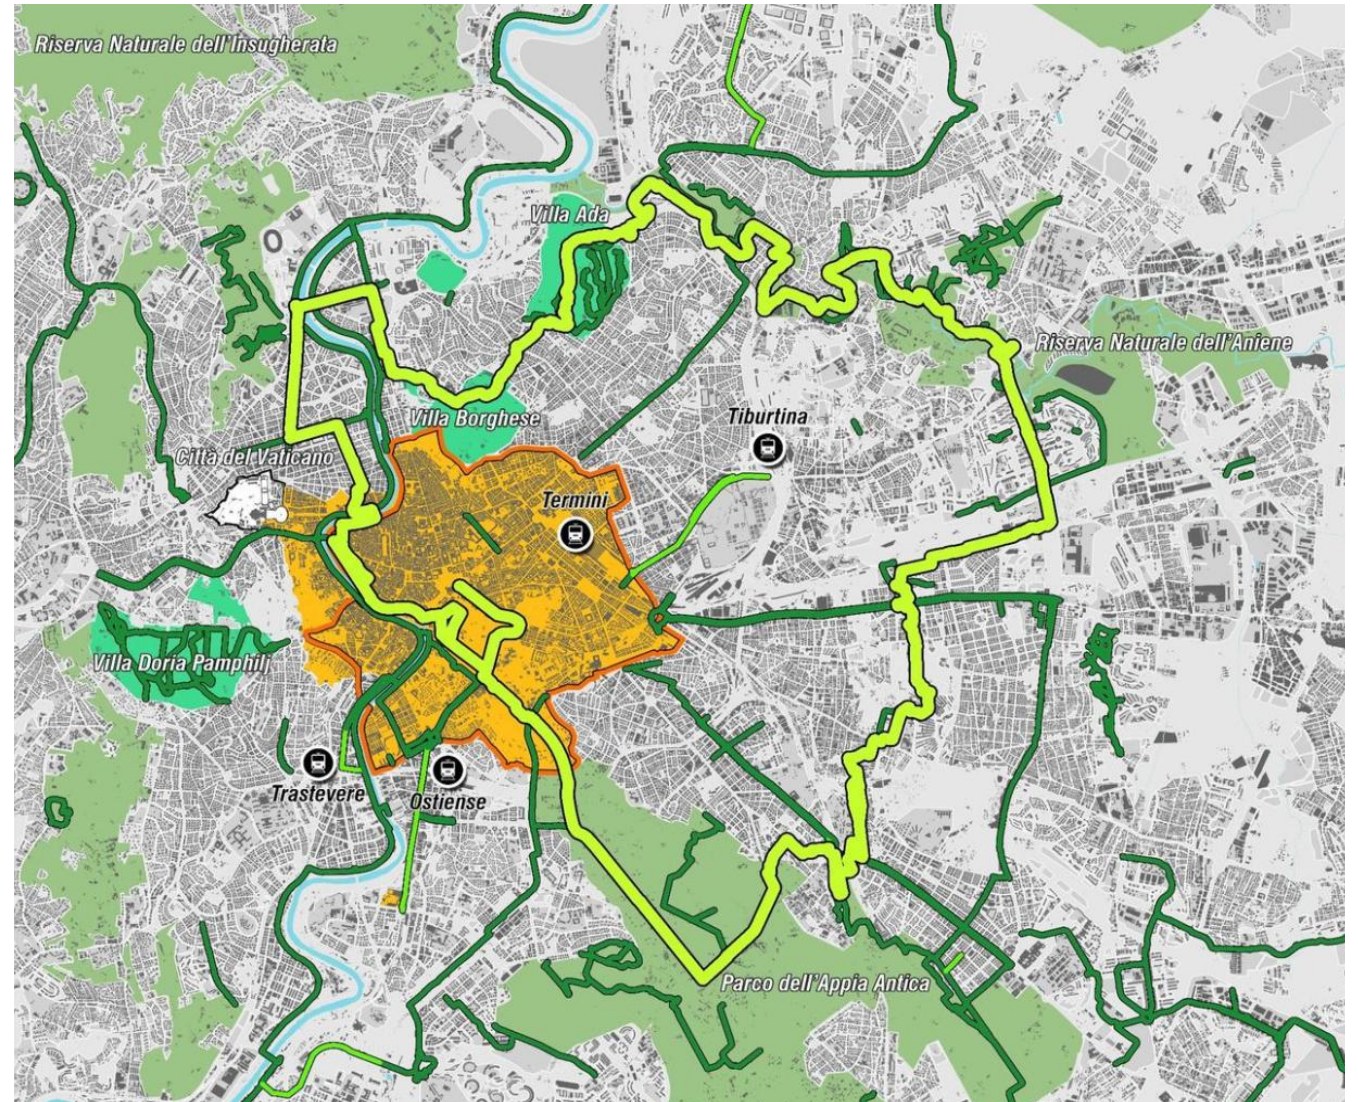 Riserva Naturale dell'Insugherata
Villa Ada
Riserva Naturale dell'Aniene
Villa Borghese
Tiburtina
Città del Vaticano
Termini
Villa Doria Pamphilj
Trastevere
Ostiense
Parco dell'Appia Antica